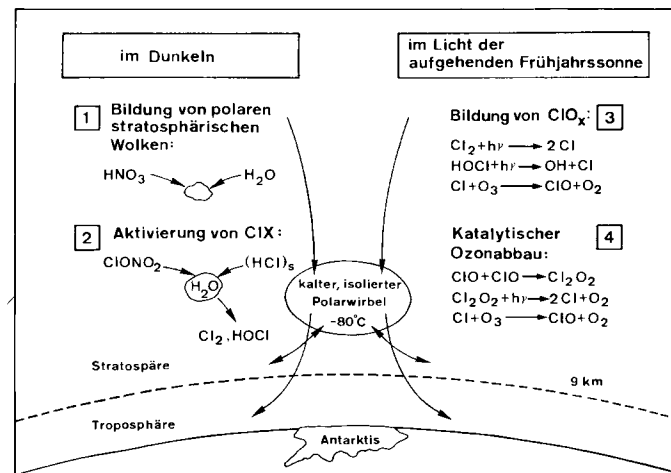 im Dunkeln
im Licht der
aufgehenden Frühjahrssonne
1 Bildung von polaren
stratosphärischen
Wolken:
HNO₃ H₂O
2 Aktivierung von ClX:
ClONO₂ (HCl)ₛ
H₂O
Cl₂, HOCl
Bildung von ClOₓ: 3
Cl₂+hν → 2 Cl
HOCl+hν → OH+Cl
Cl+O₃ → ClO+O₂
Katalytischer 4
Ozonabbau:
ClO+ClO → Cl₂O₂
Cl₂O₂+hν → 2Cl+O₂
Cl+O₃ → ClO+O₂
kalter, isolierter
Polarwirbel
-80°C
Stratospäre
9 km
Troposphäre
Antarktis